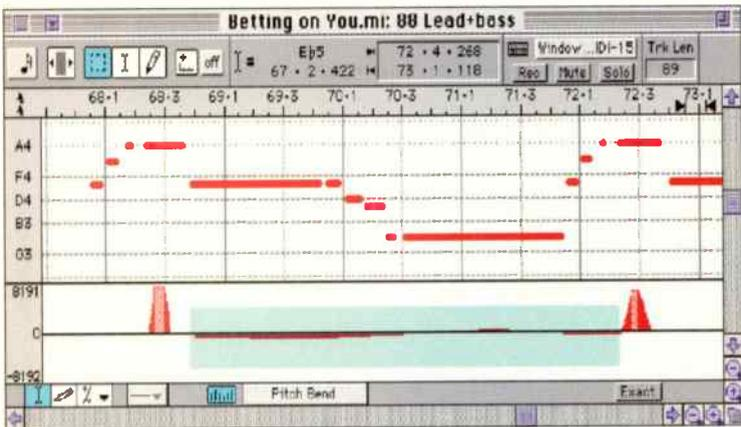 Betting on You.mi: 88 Lead+bass
off
= E♭5 72 • 4 • 268 Window ...IDI-15 Trk Len
67 • 2 • 422 73 • 1 • 118 Rec Mute Solo 89
68•1 68•3 69•1 69•3 70•1 70•3 71•1 71•3 72•1 72•3 73•1
A4
F4
D4
B3
G3
8191
0
-8192
% Pitch Bend Exact